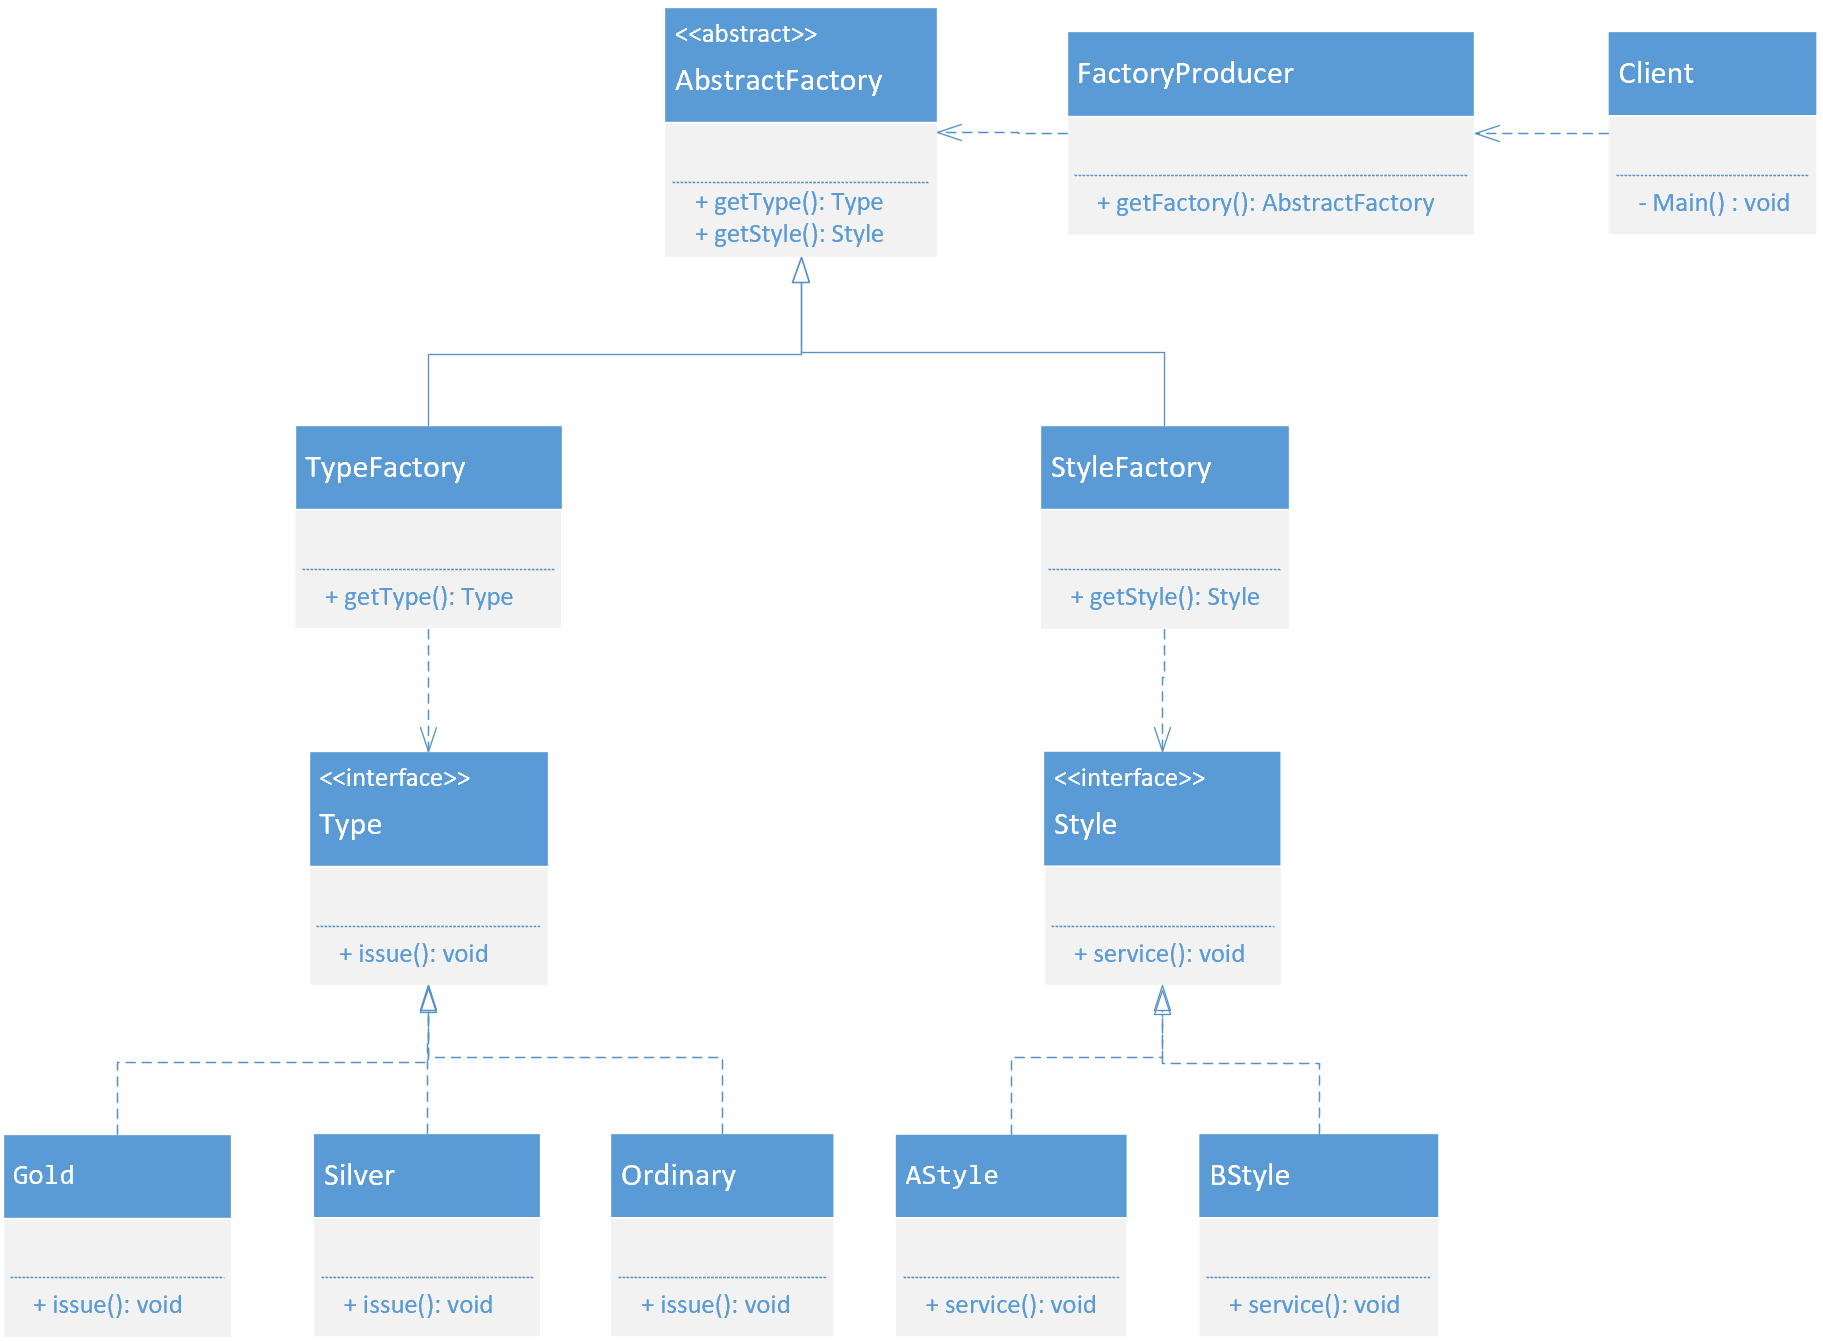 <<abstract>>
AbstractFactory
+ getType(): Type
+ getStyle(): Style
FactoryProducer
+ getFactory(): AbstractFactory
Client
- Main() : void
TypeFactory
+ getType(): Type
StyleFactory
+ getStyle(): Style
<<interface>>
Type
+ issue(): void
<<interface>>
Style
+ service(): void
Gold
+ issue(): void
Silver
+ issue(): void
Ordinary
+ issue(): void
AStyle
+ service(): void
BStyle
+ service(): void